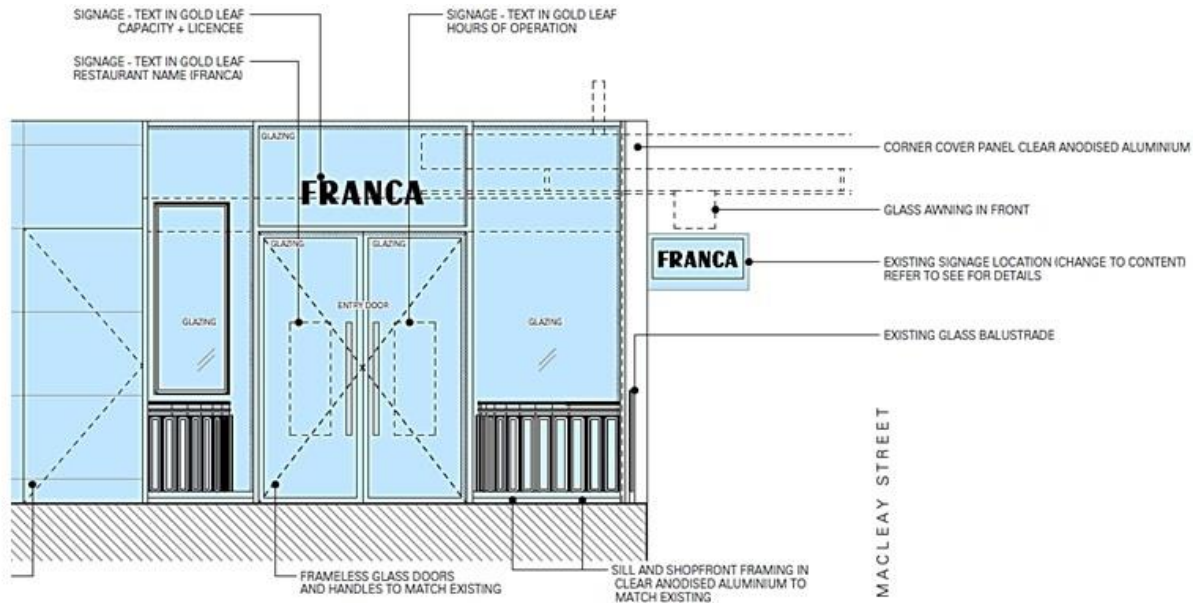 SIGNAGE - TEXT IN GOLD LEAF
CAPACITY + LICENCEE
SIGNAGE - TEXT IN GOLD LEAF
HOURS OF OPERATION
SIGNAGE - TEXT IN GOLD LEAF
RESTAURANT NAME (FRANCA)
GLAZING
CORNER COVER PANEL CLEAR ANODISED ALUMINIUM
FRANCA
GLASS AWNING IN FRONT
GLAZING
GLAZING
FRANCA
EXISTING SIGNAGE LOCATION (CHANGE TO CONTENT)
REFER TO SEE FOR DETAILS
ENTRY DOOR
GLAZING
GLAZING
EXISTING GLASS BALUSTRADE
MACLEAY STREET
FRAMELESS GLASS DOORS
AND HANDLES TO MATCH EXISTING
SILL AND SHOPFRONT FRAMING IN
CLEAR ANODISED ALUMINIUM TO
MATCH EXISTING